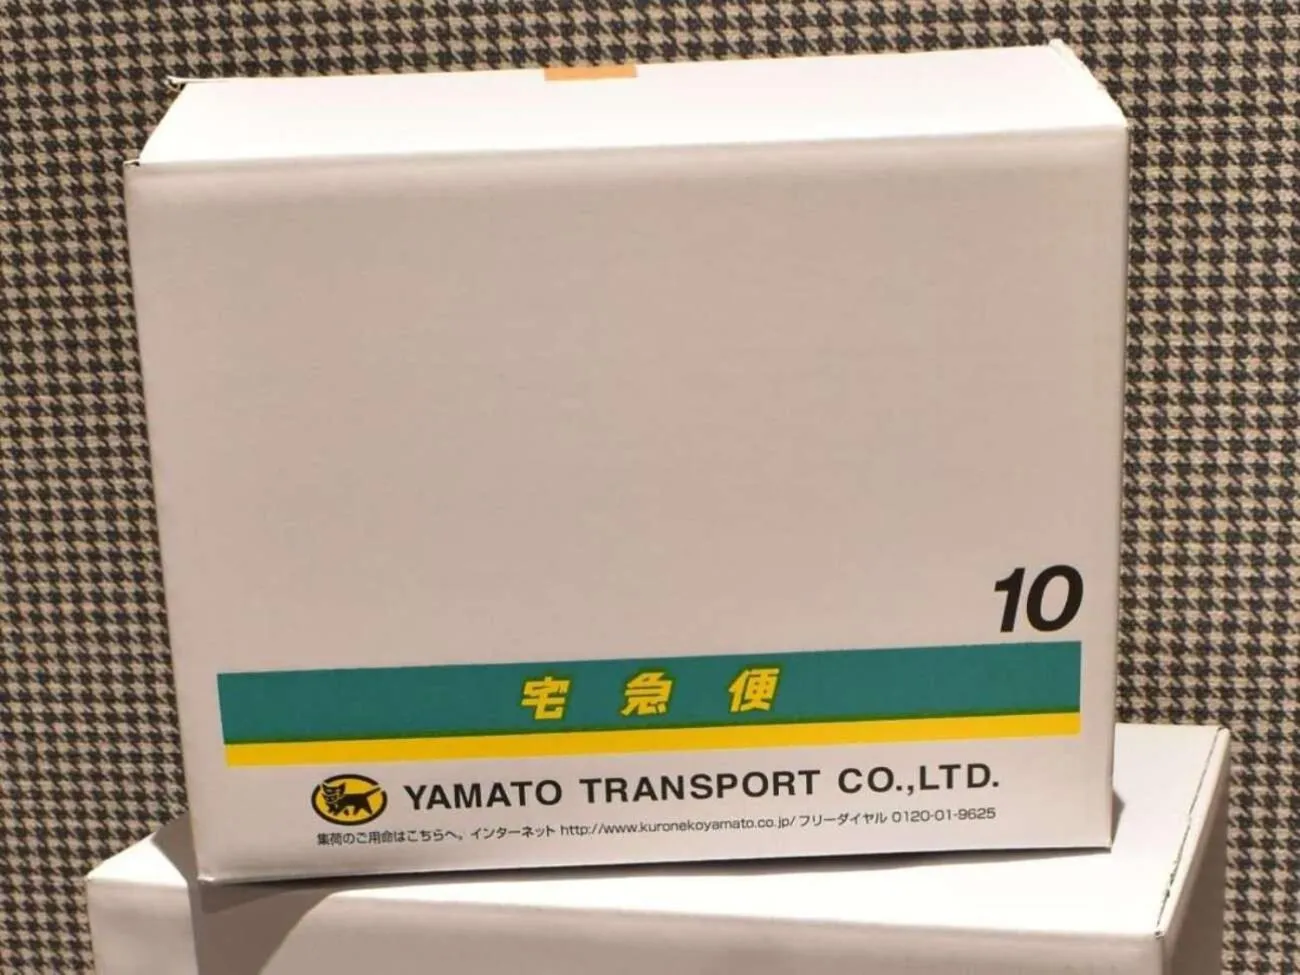 10
宅急便
YAMATO TRANSPORT CO.,LTD.
集荷のご用命はこちらへ。インターネット http://www.kuronekoyamato.co.jp/ フリーダイヤル 0120-01-9625